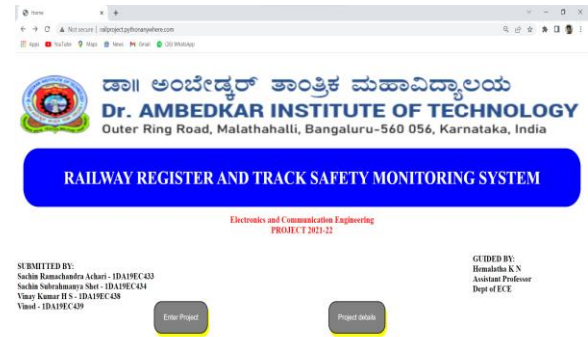 Home
Not secure | railproject.pythonanywhere.com
Apps YouTube Maps News Gmail (20) WhatsApp
ಡಾ|| ಅಂಬೇಡ್ಕರ್ ತಾಂತ್ರಿಕ ಮಹಾವಿದ್ಯಾಲಯ
Dr. AMBEDKAR INSTITUTE OF TECHNOLOGY
Outer Ring Road, Malathahalli, Bangaluru-560 056, Karnataka, India
RAILWAY REGISTER AND TRACK SAFETY MONITORING SYSTEM
Electronics and Communication Engineering
PROJECT 2021-22
SUBMITTED BY:
Sachin Ramachandra Achari - 1DA19EC433
Sachin Subrahmanya Shet - 1DA19EC434
Vinay Kumar H S - 1DA19EC438
Vinod - 1DA19EC439
GUIDED BY:
Hemalatha K N
Assistant Professor
Dept of ECE
Enter Project
Project details